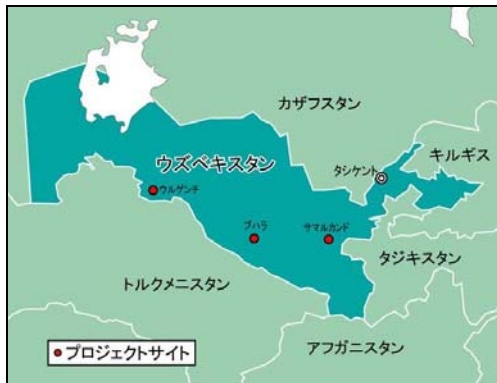 カザフスタン
ウズベキスタン
タシケント
キルギス
ウルゲンチ
ブハラ
サマルカンド
タジキスタン
トルクメニスタン
アフガニスタン
プロジェクトサイト